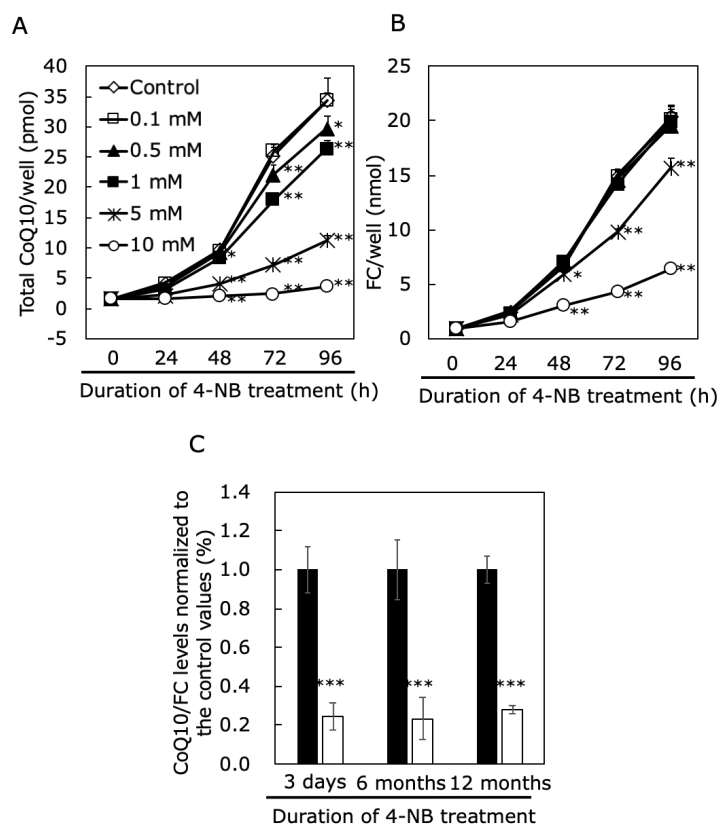 A
Total CoQ10/well (pmol)
40
35
30
25
20
15
10
5
0
-5
Control
0.1 mM
0.5 mM
1 mM
5 mM
10 mM
*
**
**
**
*
**
**
**
**
**
**
0 24 48 72 96
Duration of 4-NB treatment (h)
B
FC/well (nmol)
25
20
15
10
5
0
**
**
*
**
**
**
0 24 48 72 96
Duration of 4-NB treatment (h)
C
CoQ10/FC levels normalized to
the control values (%)
1.4
1.2
1.0
0.8
0.6
0.4
0.2
0.0
*** *** ***
3 days 6 months 12 months
Duration of 4-NB treatment